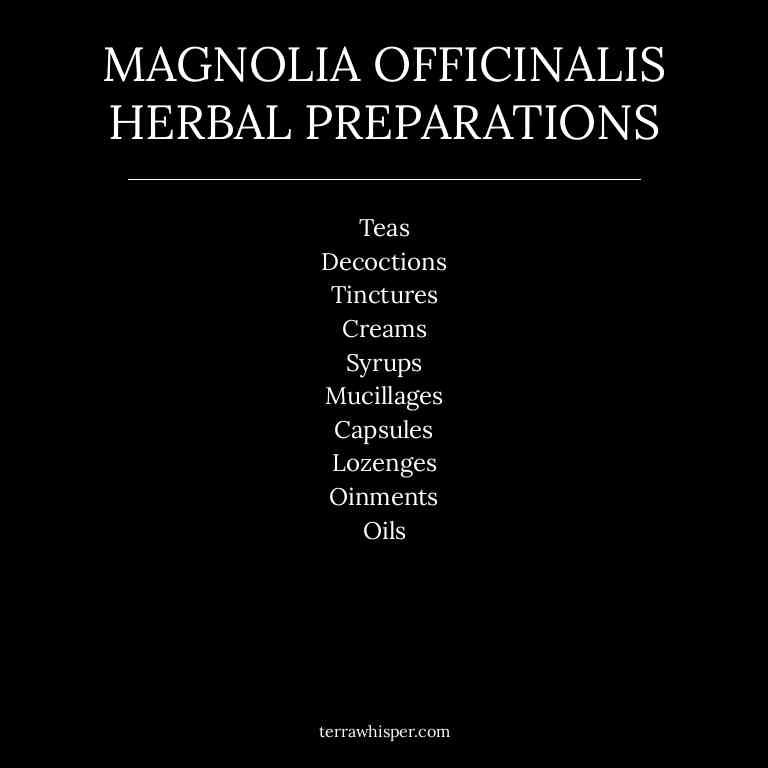 MAGNOLIA OFFICINALIS
HERBAL PREPARATIONS
Teas
Decoctions
Tinctures
Creams
Syrups
Mucillages
Capsules
Lozenges
Oinments
Oils
terrawhisper.com